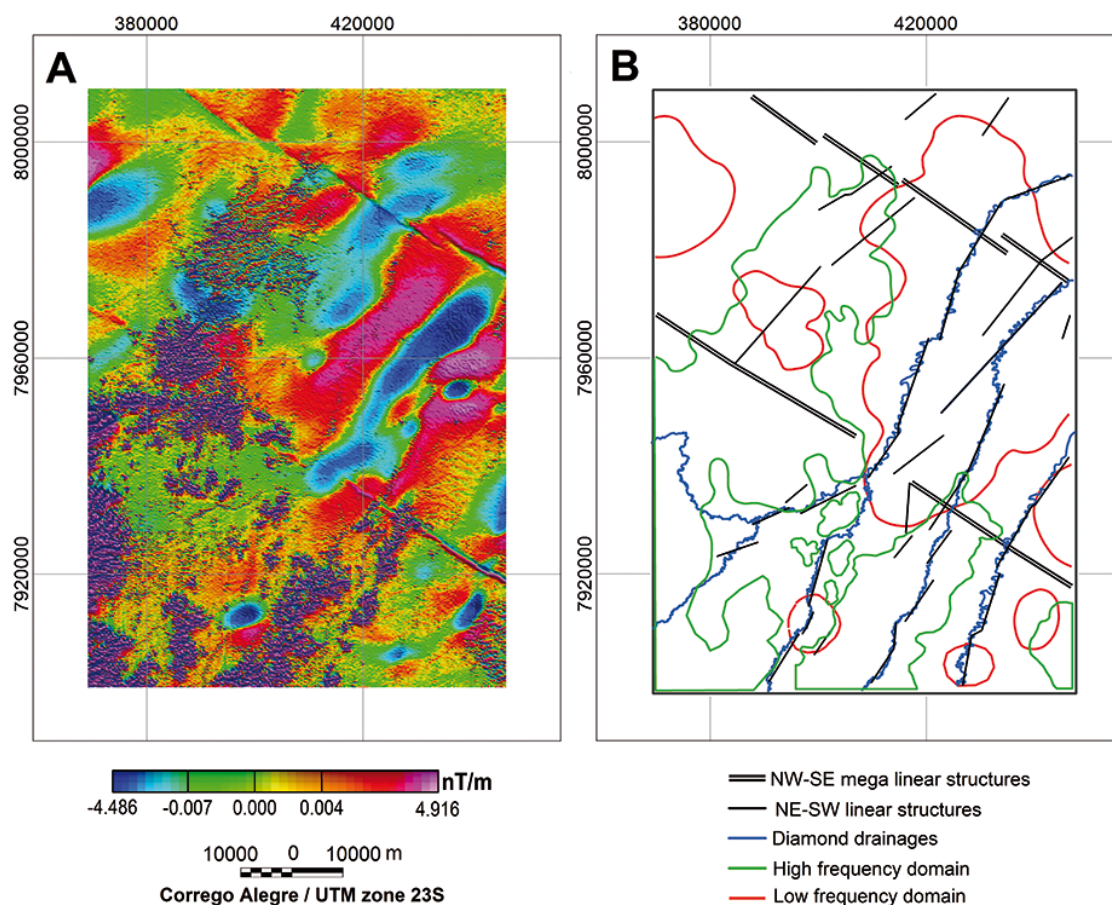 380000 420000
380000 420000
A
B
8000000
7960000
7920000
8000000
7960000
7920000
nT/m
-4.486 -0.007 0.000 0.004 4.916
10000 0 10000 m
Corrego Alegre / UTM zone 23S
NW-SE mega linear structures
NE-SW linear structures
Diamond drainages
High frequency domain
Low frequency domain